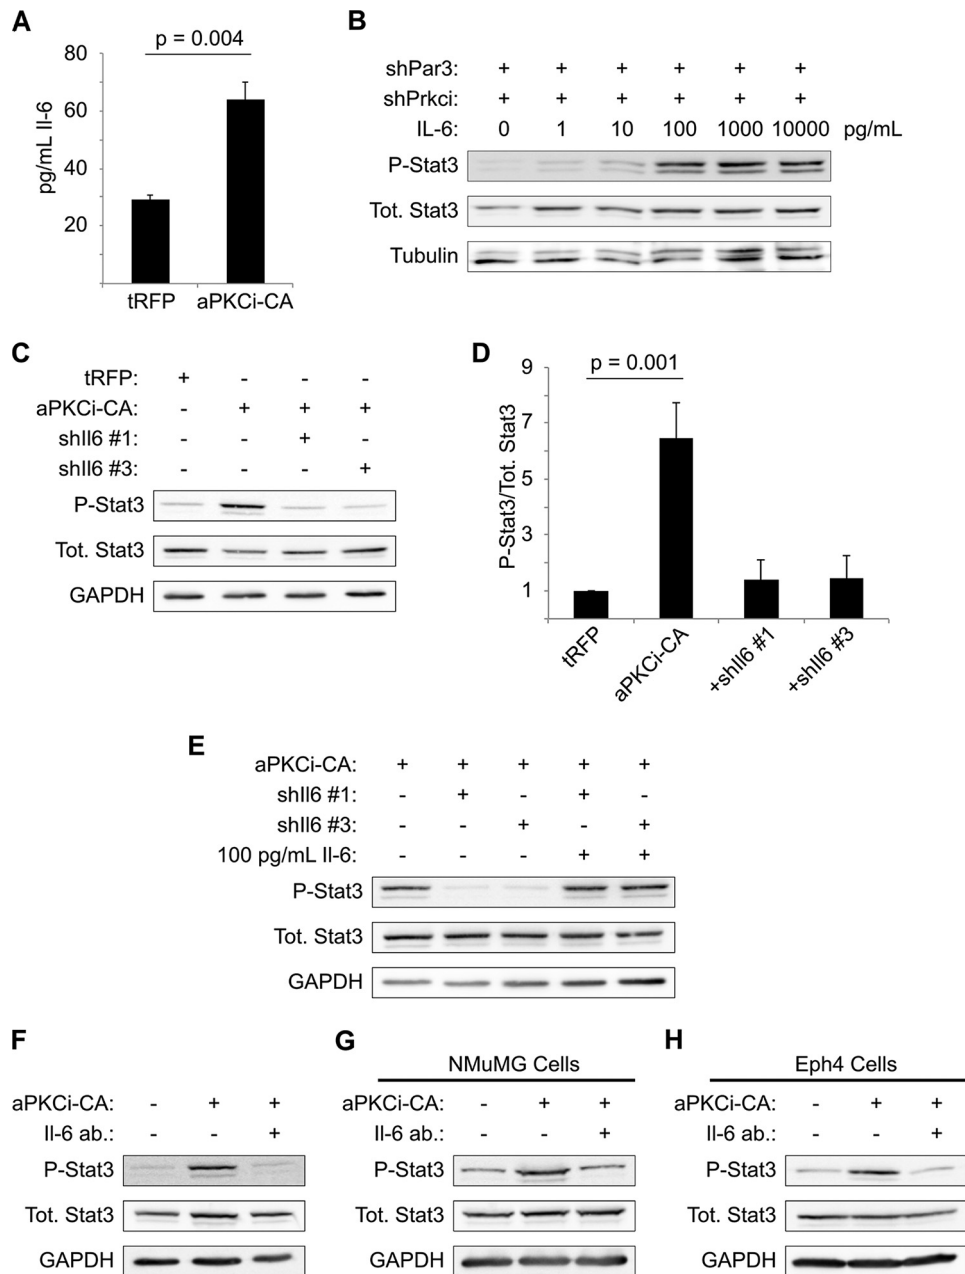 A
p = 0.004
80
60
40
20
pg/mL Il-6
tRFP aPKCi-CA
B
shPar3: + + + + + +
shPrkci: + + + + + +
IL-6: 0 1 10 100 1000 10000 pg/mL
P-Stat3
Tot. Stat3
Tubulin
C
tRFP: + - - -
aPKCi-CA: - + + +
shIl6 #1: - - + -
shIl6 #3: - - - +
P-Stat3
Tot. Stat3
GAPDH
D
p = 0.001
9
7
5
3
1
P-Stat3/Tot. Stat3
tRFP
aPKCi-CA
+shIl6 #1
+shIl6 #3
E
aPKCi-CA: + + + + +
shIl6 #1: - + - + -
shIl6 #3: - - + - +
100 pg/mL Il-6: - - - + +
P-Stat3
Tot. Stat3
GAPDH
F
aPKCi-CA: - + +
Il-6 ab.: - - +
P-Stat3
Tot. Stat3
GAPDH
G
NMuMG Cells
aPKCi-CA: - + +
Il-6 ab.: - - +
P-Stat3
Tot. Stat3
GAPDH
H
Eph4 Cells
aPKCi-CA: - + +
Il-6 ab.: - - +
P-Stat3
Tot. Stat3
GAPDH